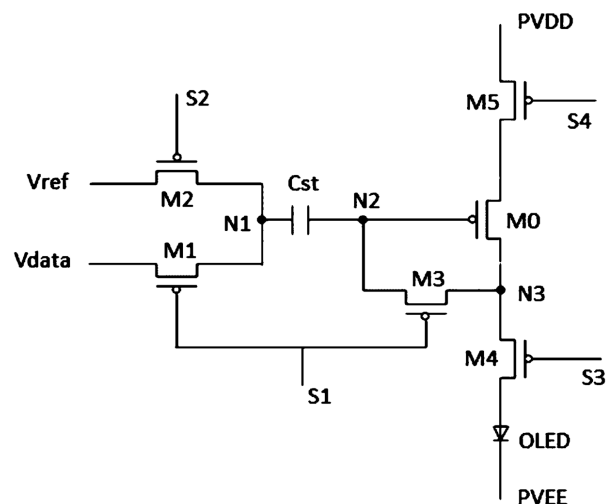 PVDD
S2
M5
S4
Vref
M2
Cst
N1
N2
M0
Vdata
M1
M3
N3
M4
S1
S3
OLED
PVEE